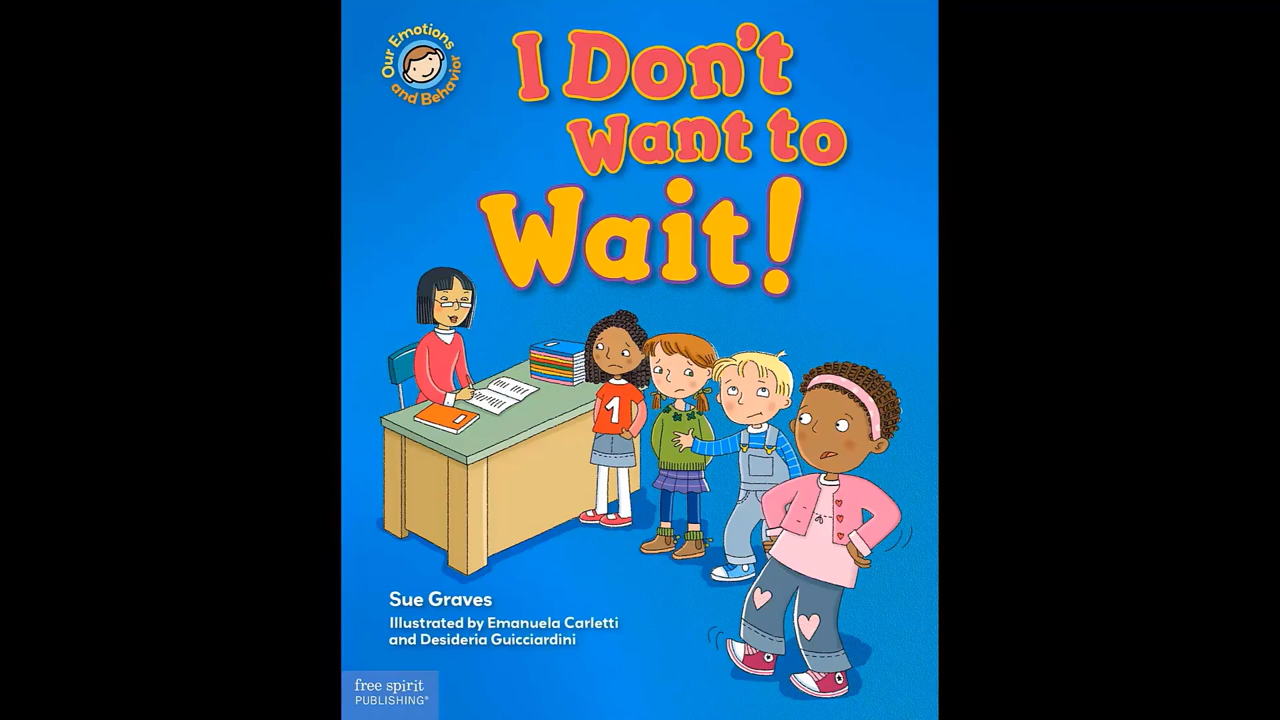 Our Emotions
and Behavior
I Don't
Want to
Wait!
1
Sue Graves
Illustrated by Emanuela Carletti
and Desideria Guicciardini
free spirit
PUBLISHING®